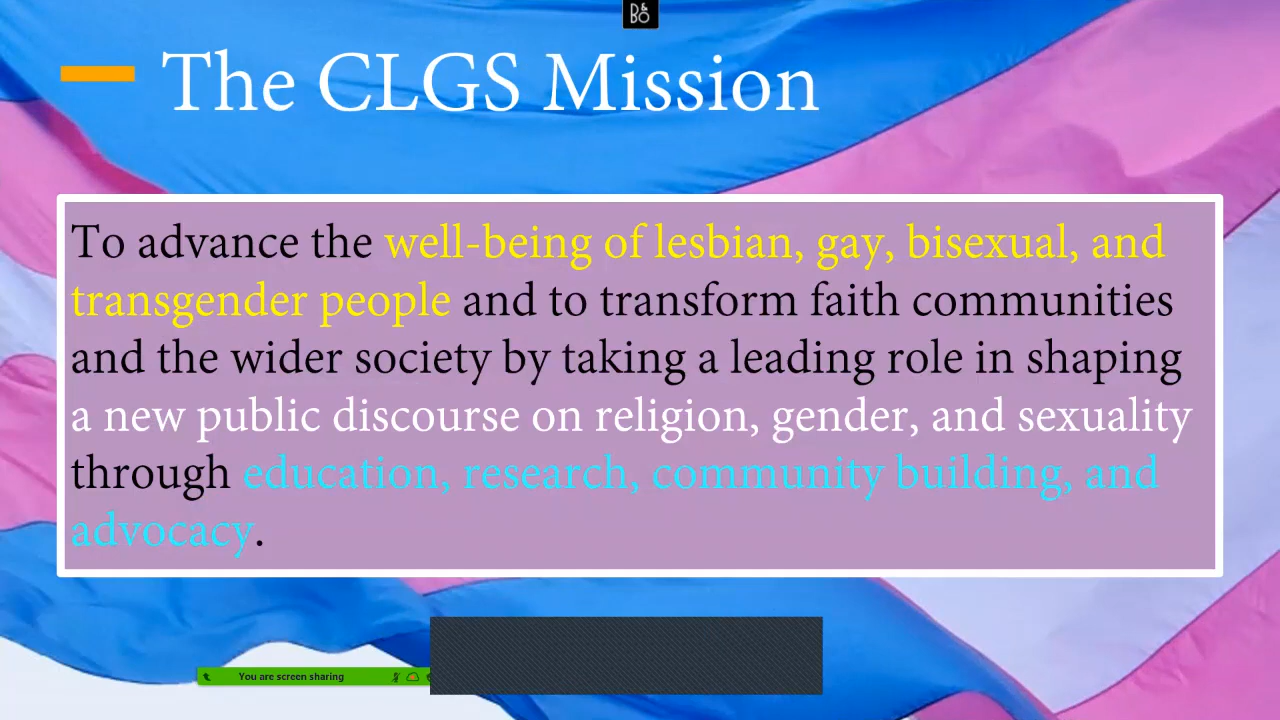 B&O
The CLGS Mission
To advance the well-being of lesbian, gay, bisexual, and
transgender people and to transform faith communities
and the wider society by taking a leading role in shaping
a new public discourse on religion, gender, and sexuality
through education, research, community building, and
advocacy.
You are screen sharing